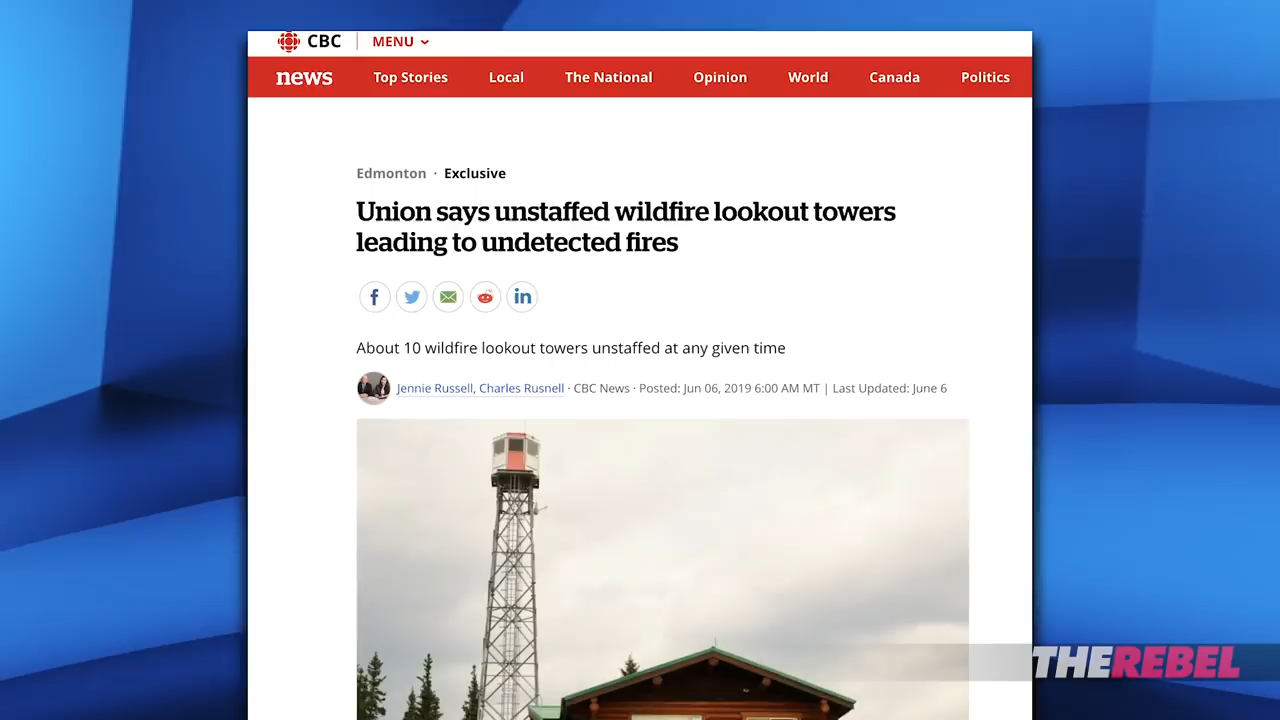 CBC MENU
news Top Stories Local The National Opinion World Canada Politics
Edmonton · Exclusive
Union says unstaffed wildfire lookout towers
leading to undetected fires
f in
About 10 wildfire lookout towers unstaffed at any given time
Jennie Russell, Charles Rusnell · CBC News · Posted: Jun 06, 2019 6:00 AM MT | Last Updated: June 6
THEREBEL